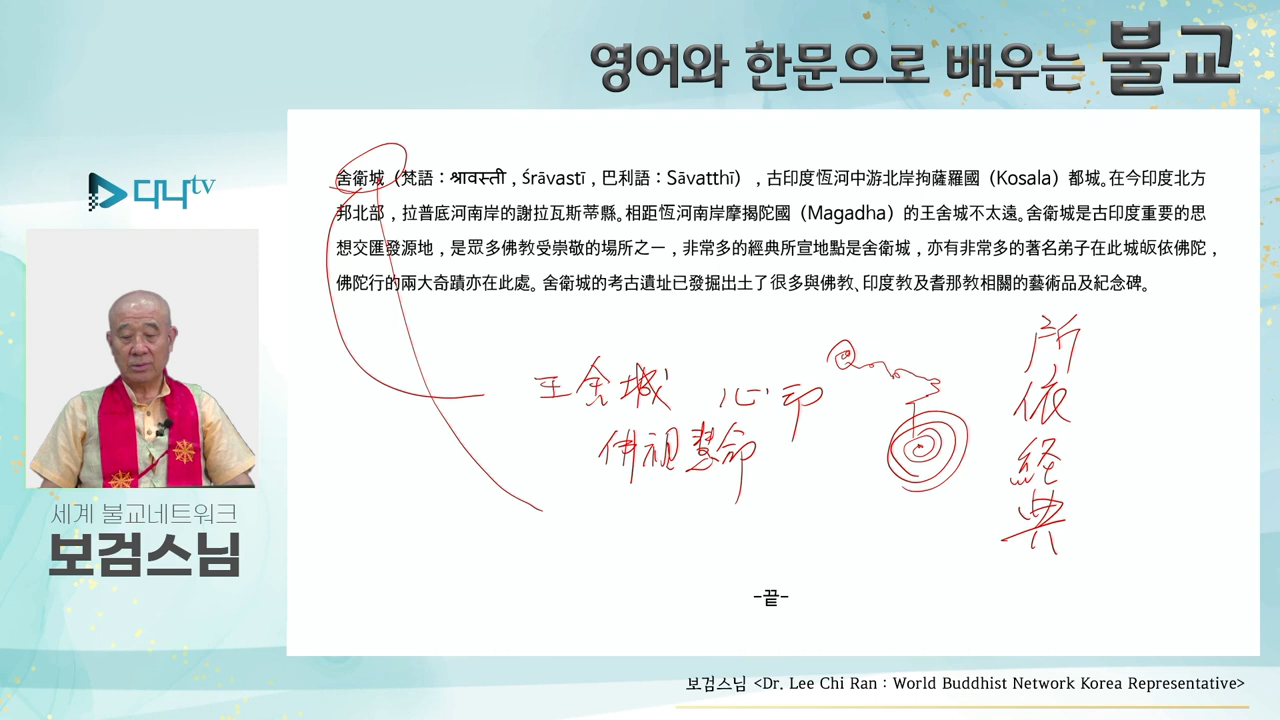 영어와 한문으로 배우는 불교
디나tv
舍衛城（梵語：श्रावस्ती，Śrāvastī，巴利語：Sāvatthī），古印度恆河中游北岸拘薩羅國（Kosala）都城。在今印度北方
邦北部，拉普底河南岸的謝拉瓦斯蒂縣。相距恆河南岸摩揭陀國（Magadha）的王舍城不太遠。舍衛城是古印度重要的思
想交匯發源地，是眾多佛教受崇敬的場所之一，非常多的經典所宣地點是舍衛城，亦有非常多的著名弟子在此城皈依佛陀，
佛陀行的兩大奇蹟亦在此處。舍衛城的考古遺址已發掘出土了很多與佛教、印度教及耆那教相關的藝術品及紀念碑。
王舍城 心印
佛祖慧命
所
依
経
典
-끝-
세계 불교네트워크
보검스님
보검스님 <Dr. Lee Chi Ran : World Buddhist Network Korea Representative>